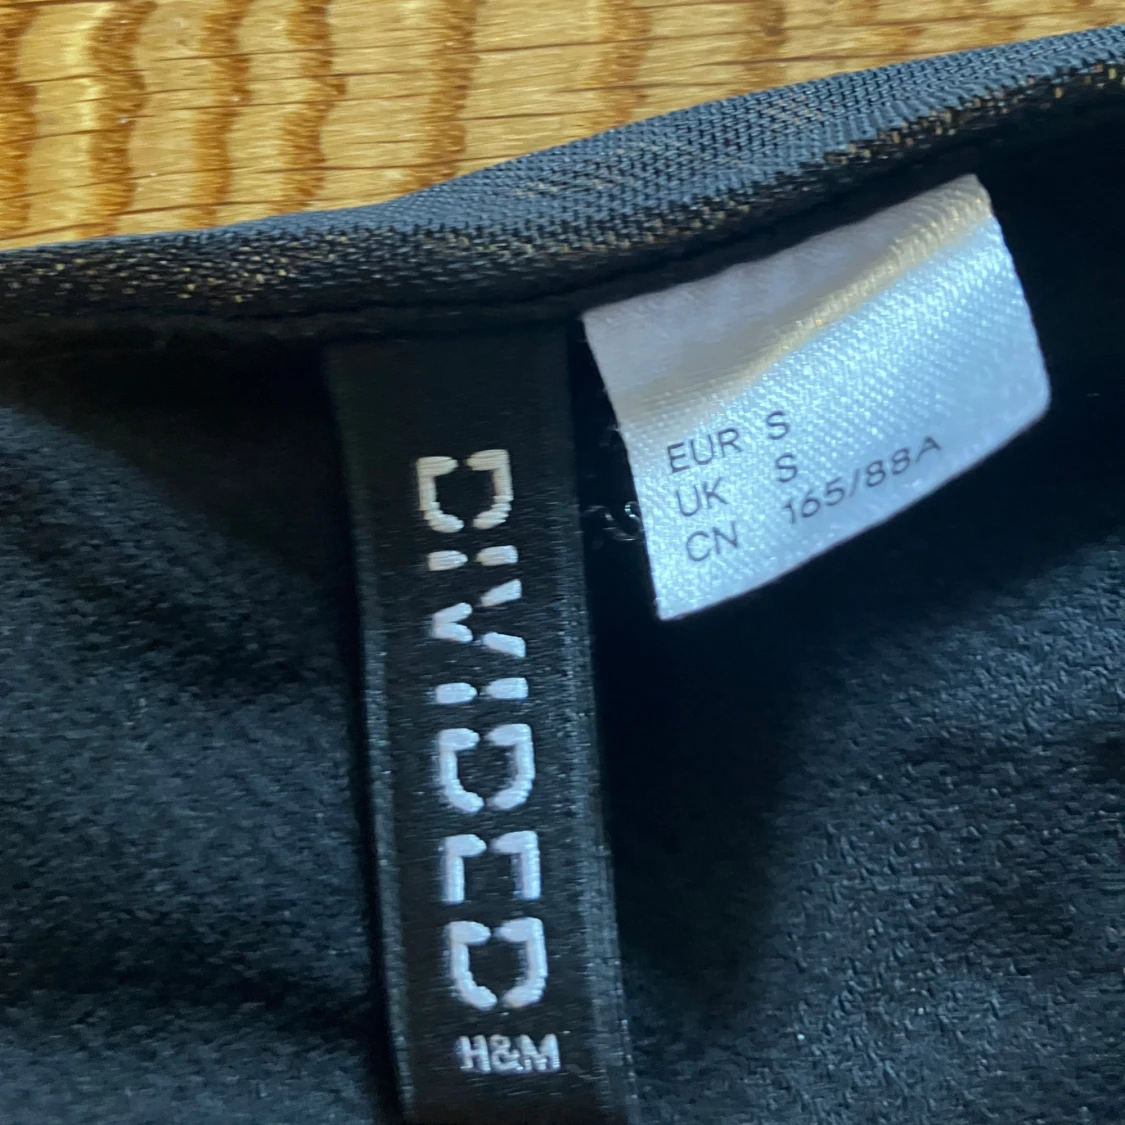 DIVIDED
H&M
EUR S
UK S
CN 165/88A